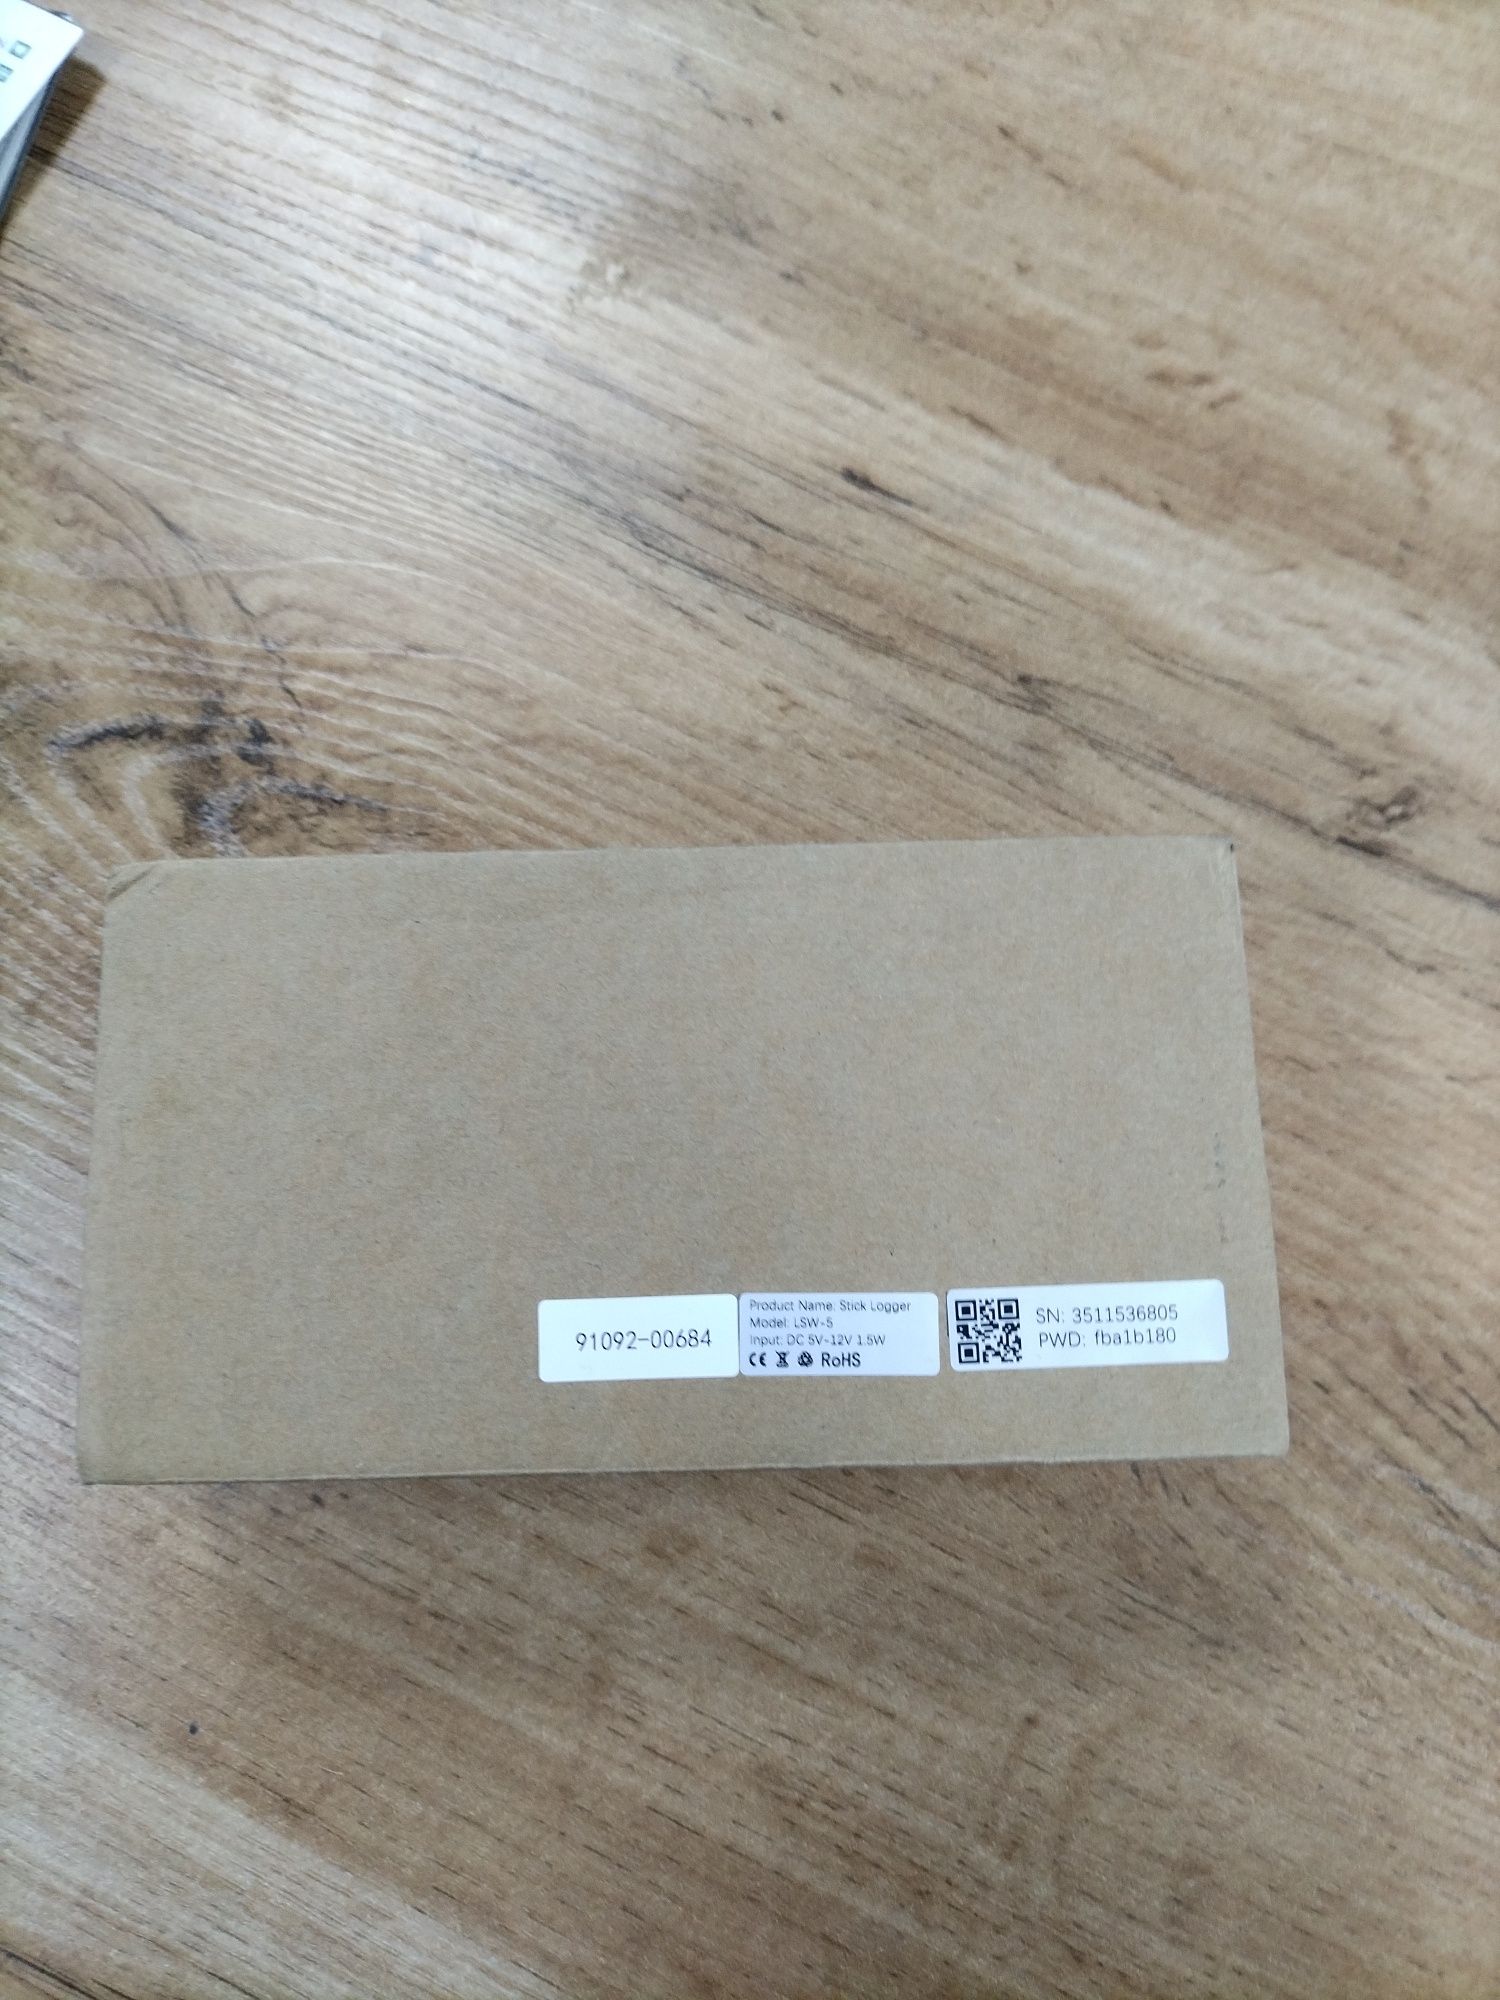 91092-00684
Product Name: Stick Logger
Model: LSW-5
Input: DC 5V~12V 1.5W
CE RoHS
SN: 3511536805
PWD: fba1b180